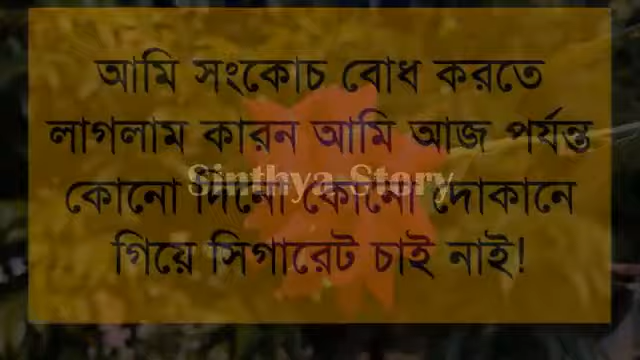 আমি সংকোচ বোধ করতে
লাগলাম কারন আমি আজ পর্যন্ত
কোনো দিনো কোনো দোকানে
Sinthya Story
গিয়ে সিগারেট চাই নাই!